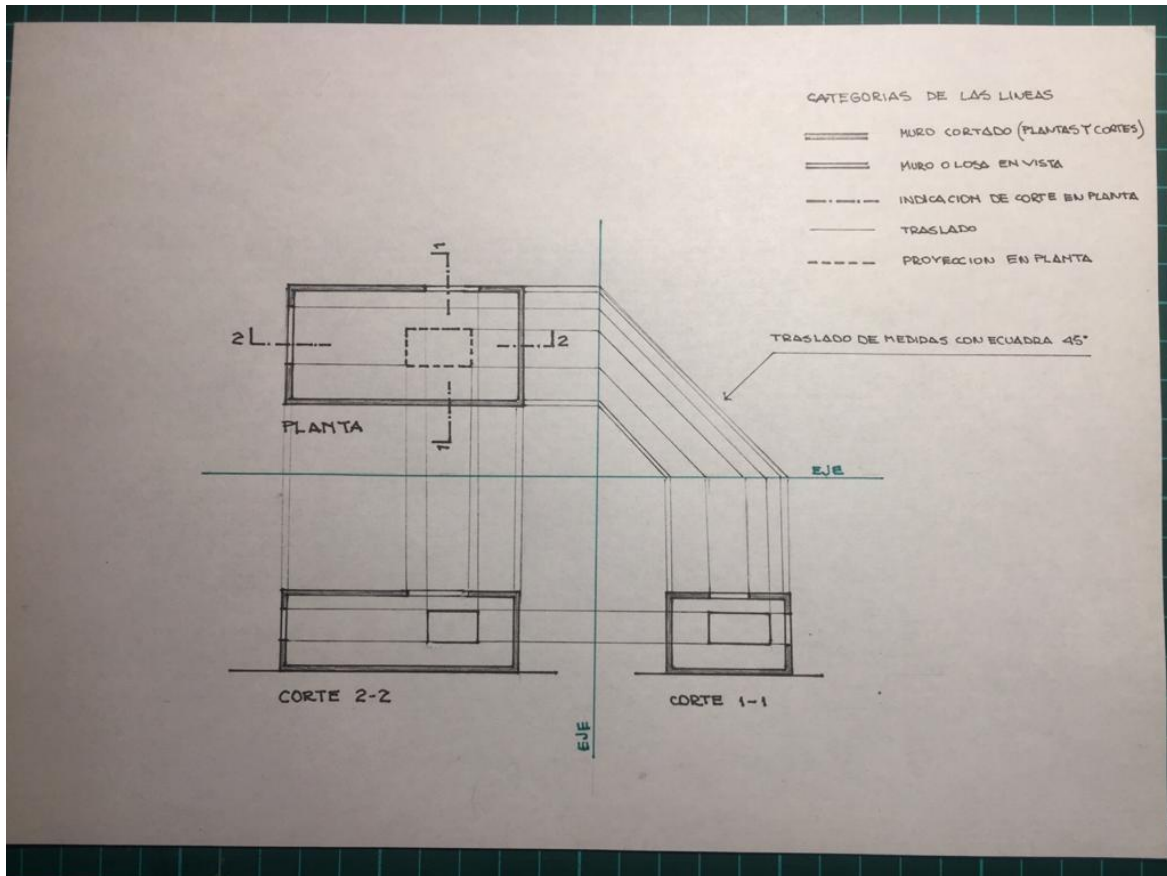 CATEGORIAS DE LAS LINEAS
MURO CORTADO (PLANTAS Y CORTES)
MURO O LOSA EN VISTA
INDICACION DE CORTE EN PLANTA
TRASLADO
PROYECCION EN PLANTA
1
2
2
TRASLADO DE MEDIDAS CON ECUADRA 45°
PLANTA
1
EJE
CORTE 2-2
CORTE 1-1
EJE